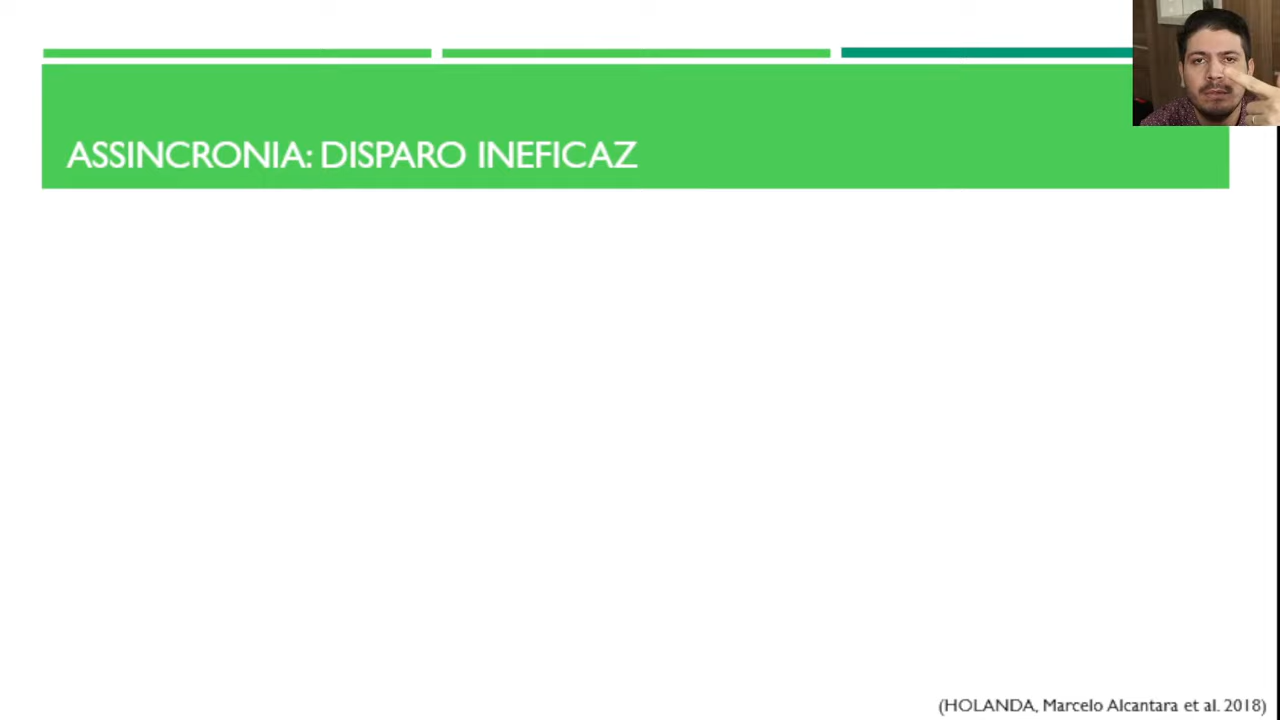 ASSINCRONIA: DISPARO INEFICAZ
(HOLANDA, Marcelo Alcantara et al. 2018)